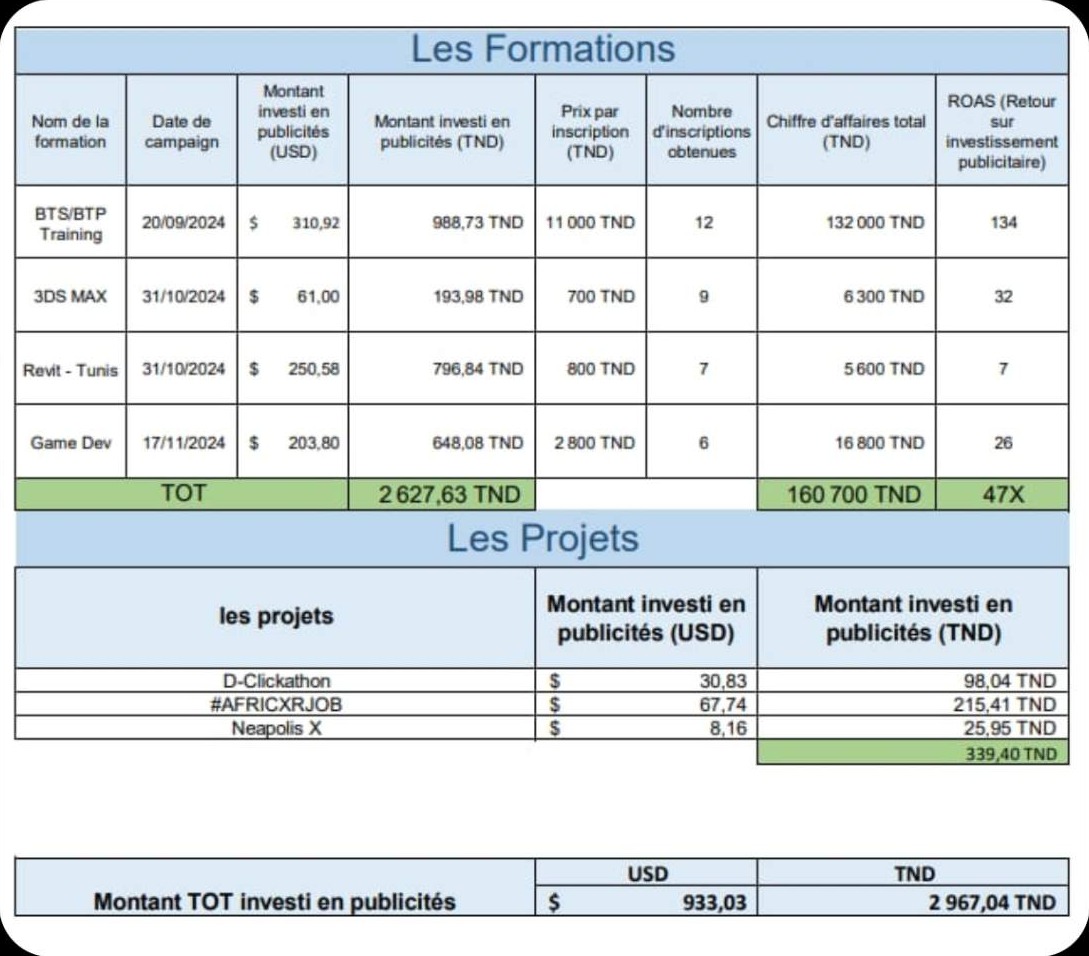 Les Formations
Nom de la formation | Date de campaign | Montant investi en publicités (USD) | Montant investi en publicités (TND) | Prix par inscription (TND) | Nombre d'inscriptions obtenues | Chiffre d'affaires total (TND) | ROAS (Retour sur investissement publicitaire)
BTS/BTP Training | 20/09/2024 | $ 310,92 | 988,73 TND | 11 000 TND | 12 | 132 000 TND | 134
3DS MAX | 31/10/2024 | $ 61,00 | 193,98 TND | 700 TND | 9 | 6 300 TND | 32
Revit - Tunis | 31/10/2024 | $ 250,58 | 796,84 TND | 800 TND | 7 | 5 600 TND | 7
Game Dev | 17/11/2024 | $ 203,80 | 648,08 TND | 2 800 TND | 6 | 16 800 TND | 26
TOT | 2 627,63 TND | 160 700 TND | 47X
Les Projets
les projets | Montant investi en publicités (USD) | Montant investi en publicités (TND)
D-Clickathon | $ 30,83 | 98,04 TND
#AFRICXRJOB | $ 67,74 | 215,41 TND
Neapolis X | $ 8,16 | 25,95 TND
339,40 TND
USD | TND
Montant TOT investi en publicités | $ 933,03 | 2 967,04 TND